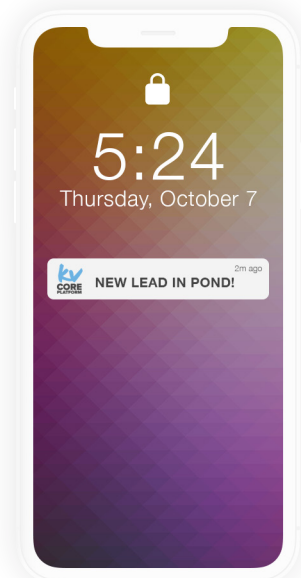 5:24
Thursday, October 7
2m ago
kv
CORE
PLATFORM
NEW LEAD IN POND!